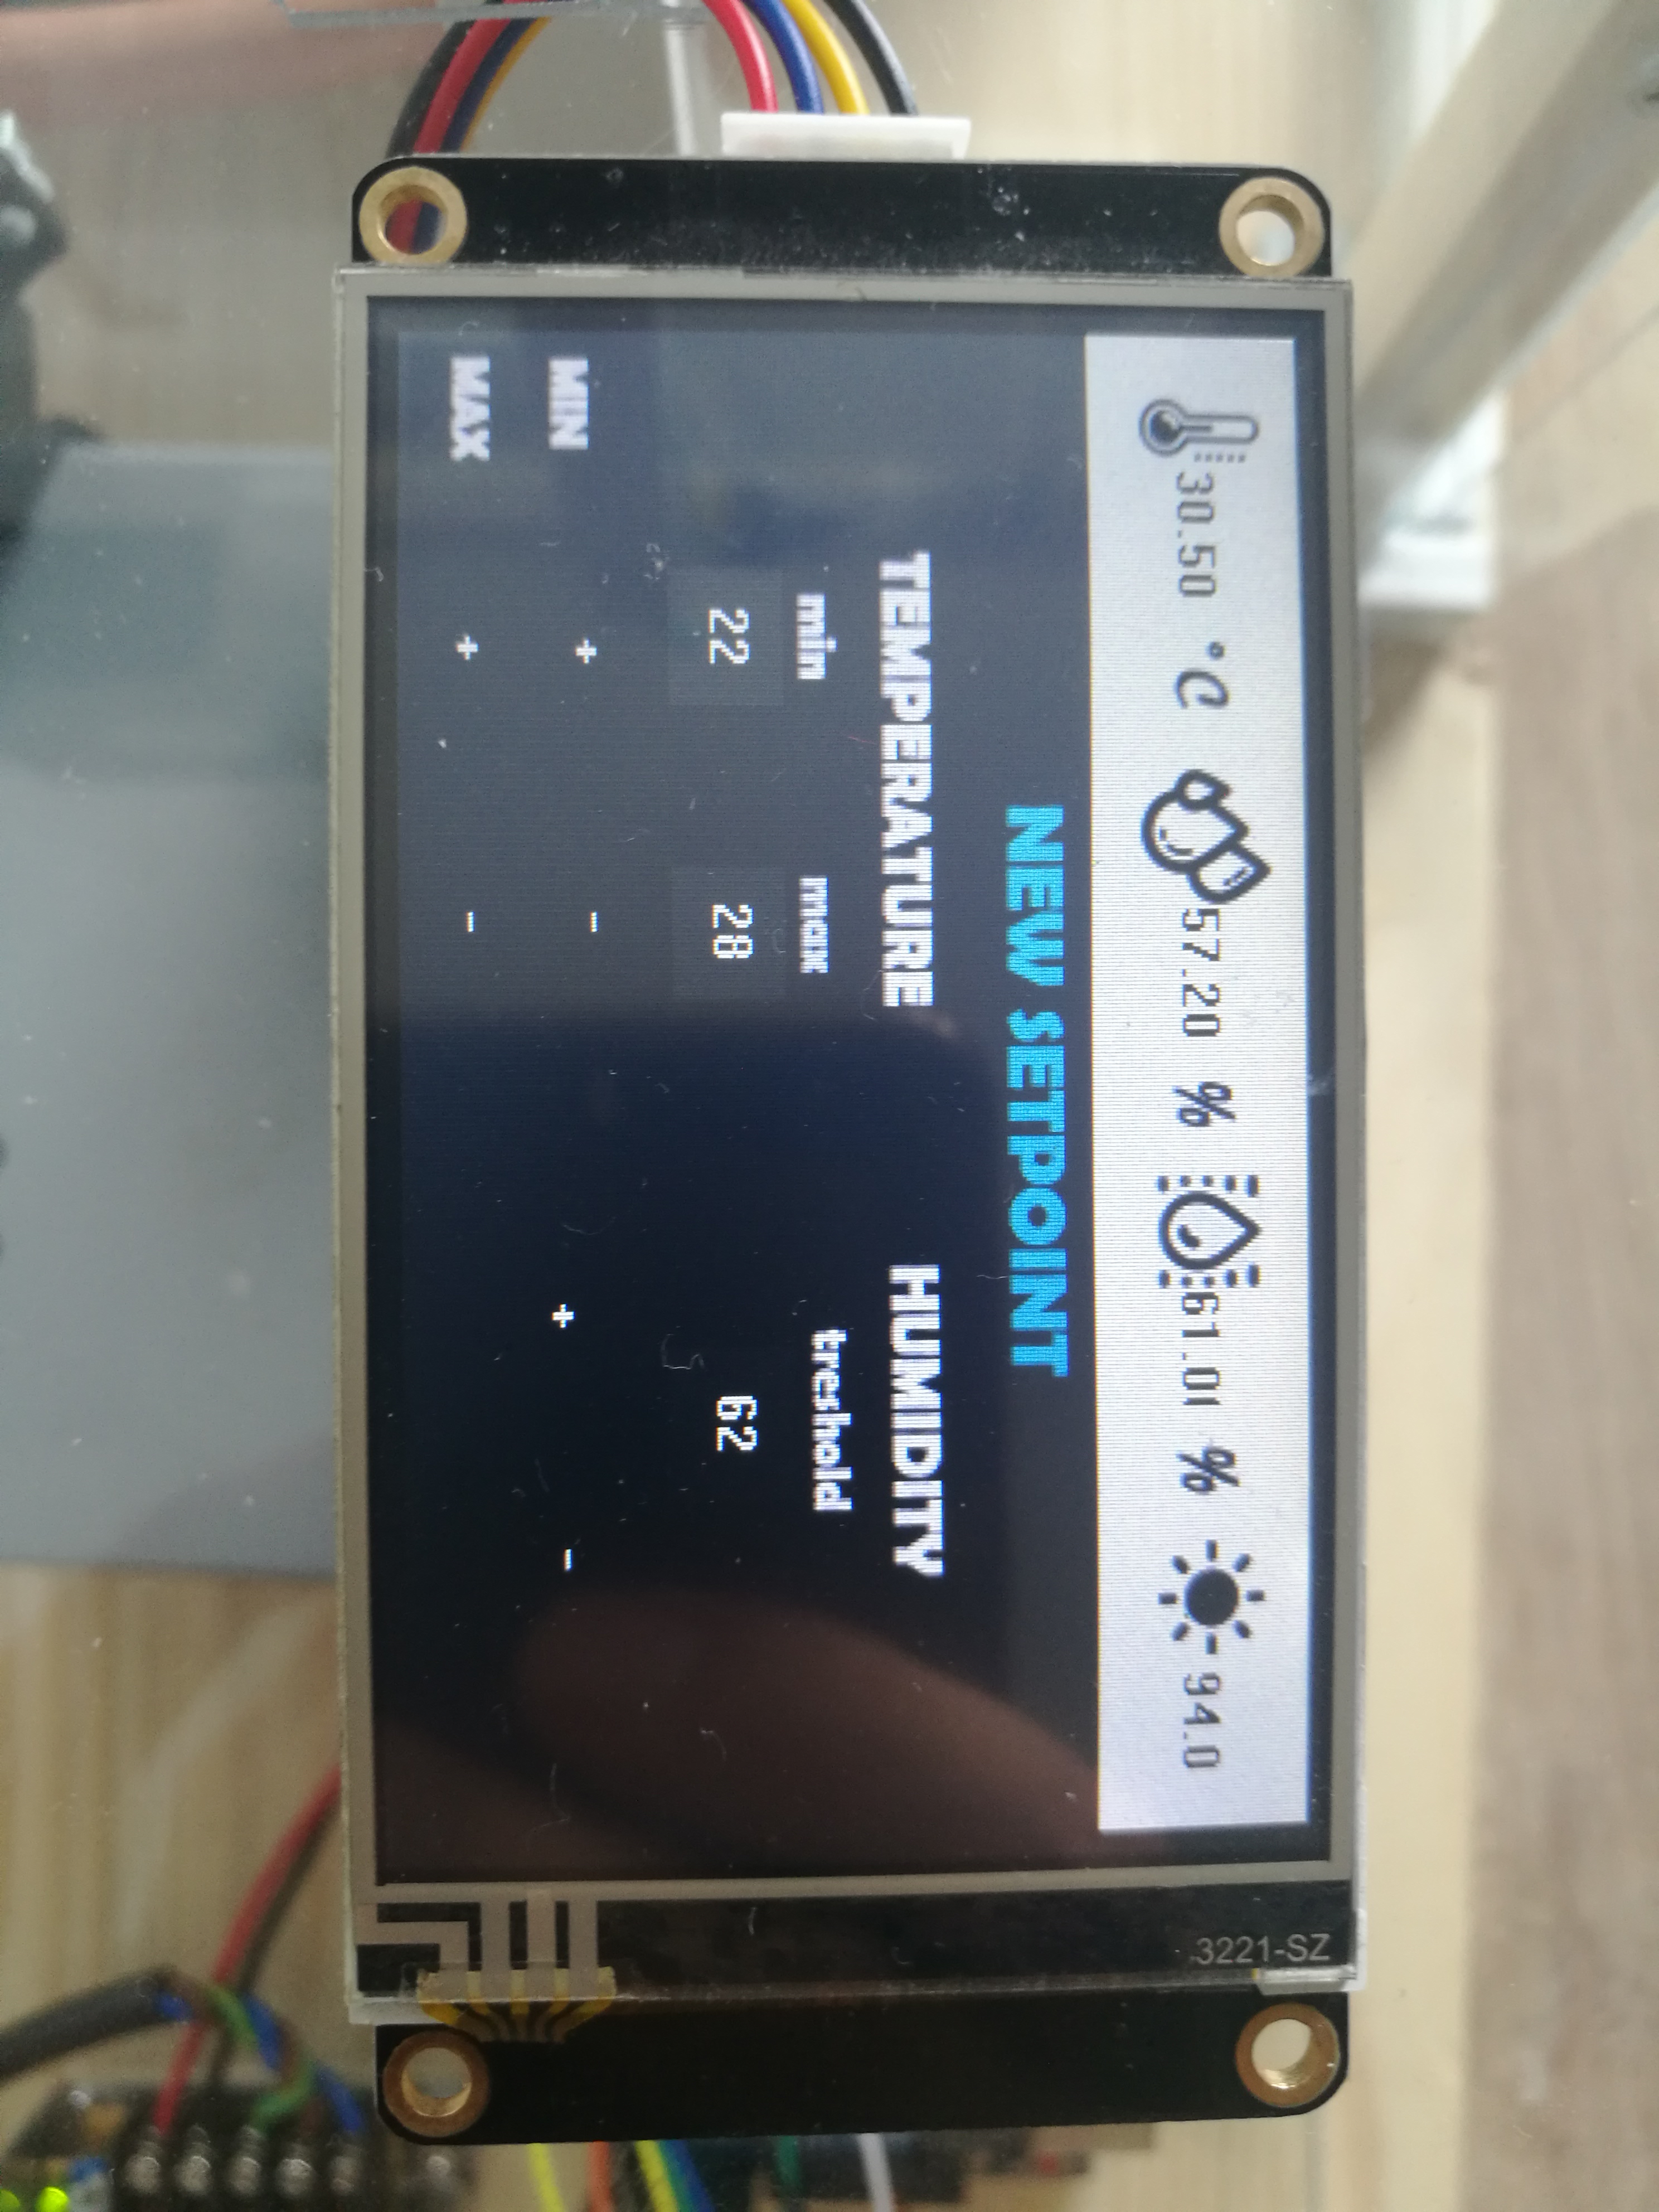 30.50 °C 57.20 % 61.0 % 94.0
NEW SETPOINT
TEMPERATURE HUMIDITY
min max treshold
22 28 62
MIN + - + -
MAX + -
3221-SZ